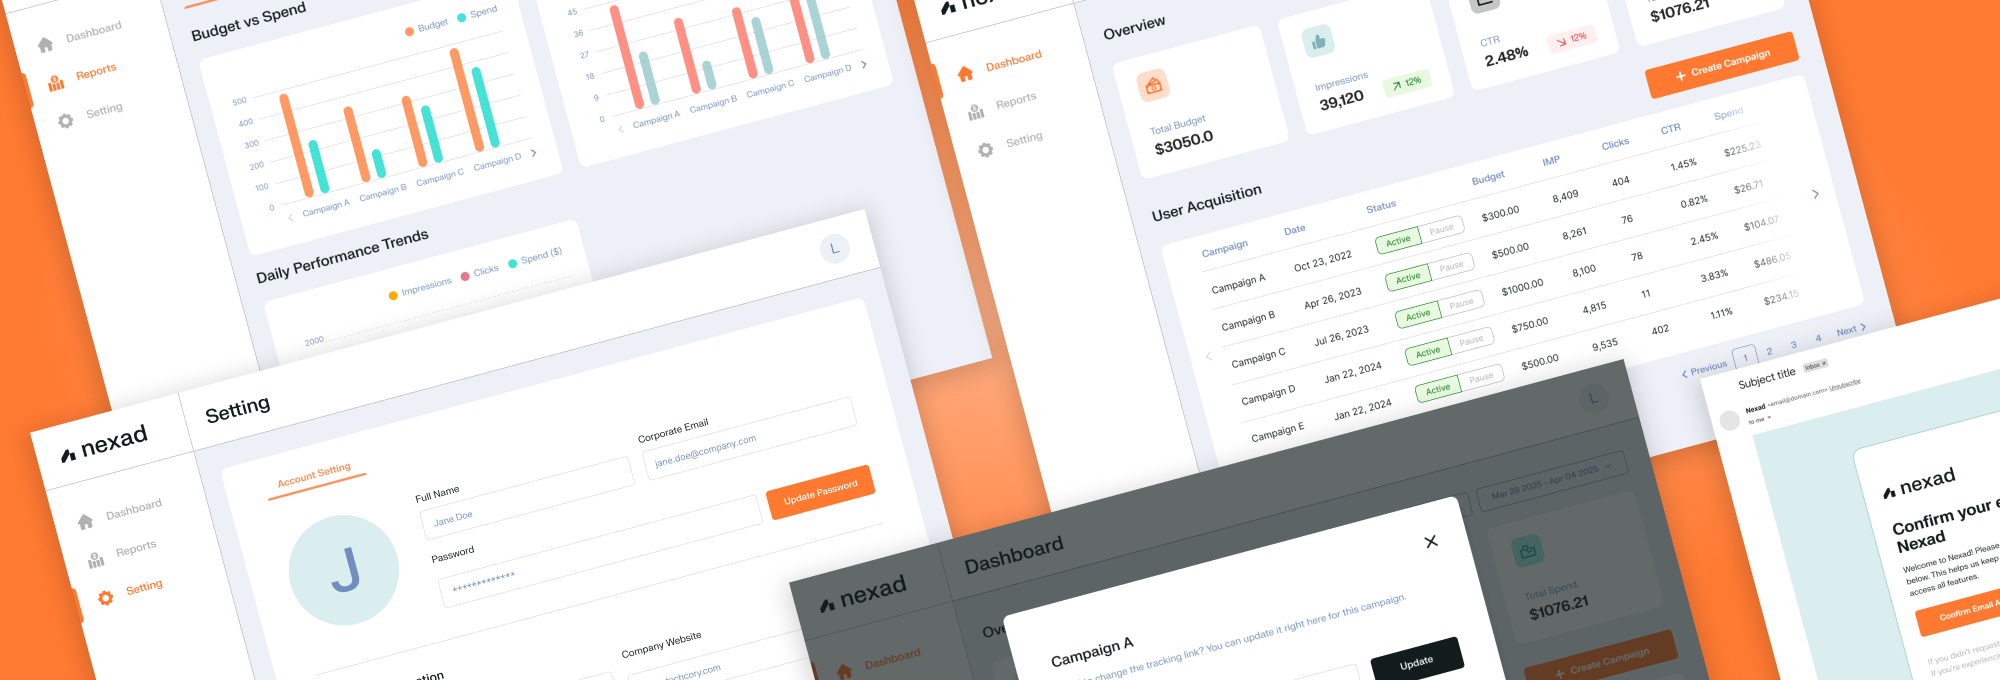 Dashboard
Reports
Setting
Budget vs Spend
Budget
Spend
500
400
300
200
100
0
Campaign A
Campaign B
Campaign C
Campaign D
45
36
27
18
9
0
Campaign A
Campaign B
Campaign C
Campaign D
Daily Performance Trends
Impressions
Clicks
Spend ($)
2000
nexad
Dashboard
Reports
Setting
Overview
Total Budget
$3050.0
Impressions
39,120
12%
CTR
2.48%
12%
$1076.21
+ Create Campaign
User Acquisition
Campaign Date Status Budget IMP Clicks CTR Spend
Campaign A Oct 23, 2022 Active Pause $300.00 8,409 404 1.45% $225.23
Campaign B Apr 26, 2023 Active Pause $500.00 8,261 76 0.82% $26.71
Campaign C Jul 26, 2023 Active Pause $1000.00 8,100 78 2.45% $104.07
Campaign D Jan 22, 2024 Active Pause $750.00 4,815 11 3.83% $486.05
Campaign E Jan 22, 2024 Active Pause $500.00 9,535 402 1.11% $234.15
Previous 1 2 3 4 Next
nexad
Setting
L
Dashboard
Reports
Setting
Account Setting
J
Full Name
Jane Doe
Corporate Email
jane.doe@company.com
Password
************
Update Password
Company Website
nexad
Dashboard
L
Dashboard
Mar 26 2025 - Apr 04 2025
Total Spend
$1076.21
+ Create Campaign
Campaign A
change the tracking link? You can update it right here for this campaign.
Update
Subject title
Inbox ×
Nexad <email@domain.com> Unsubscribe
to me
nexad
Confirm your
Nexad
Welcome to Nexad! Please
below. This helps us keep
access all features.
Confirm Email
If you didn't request
If you're